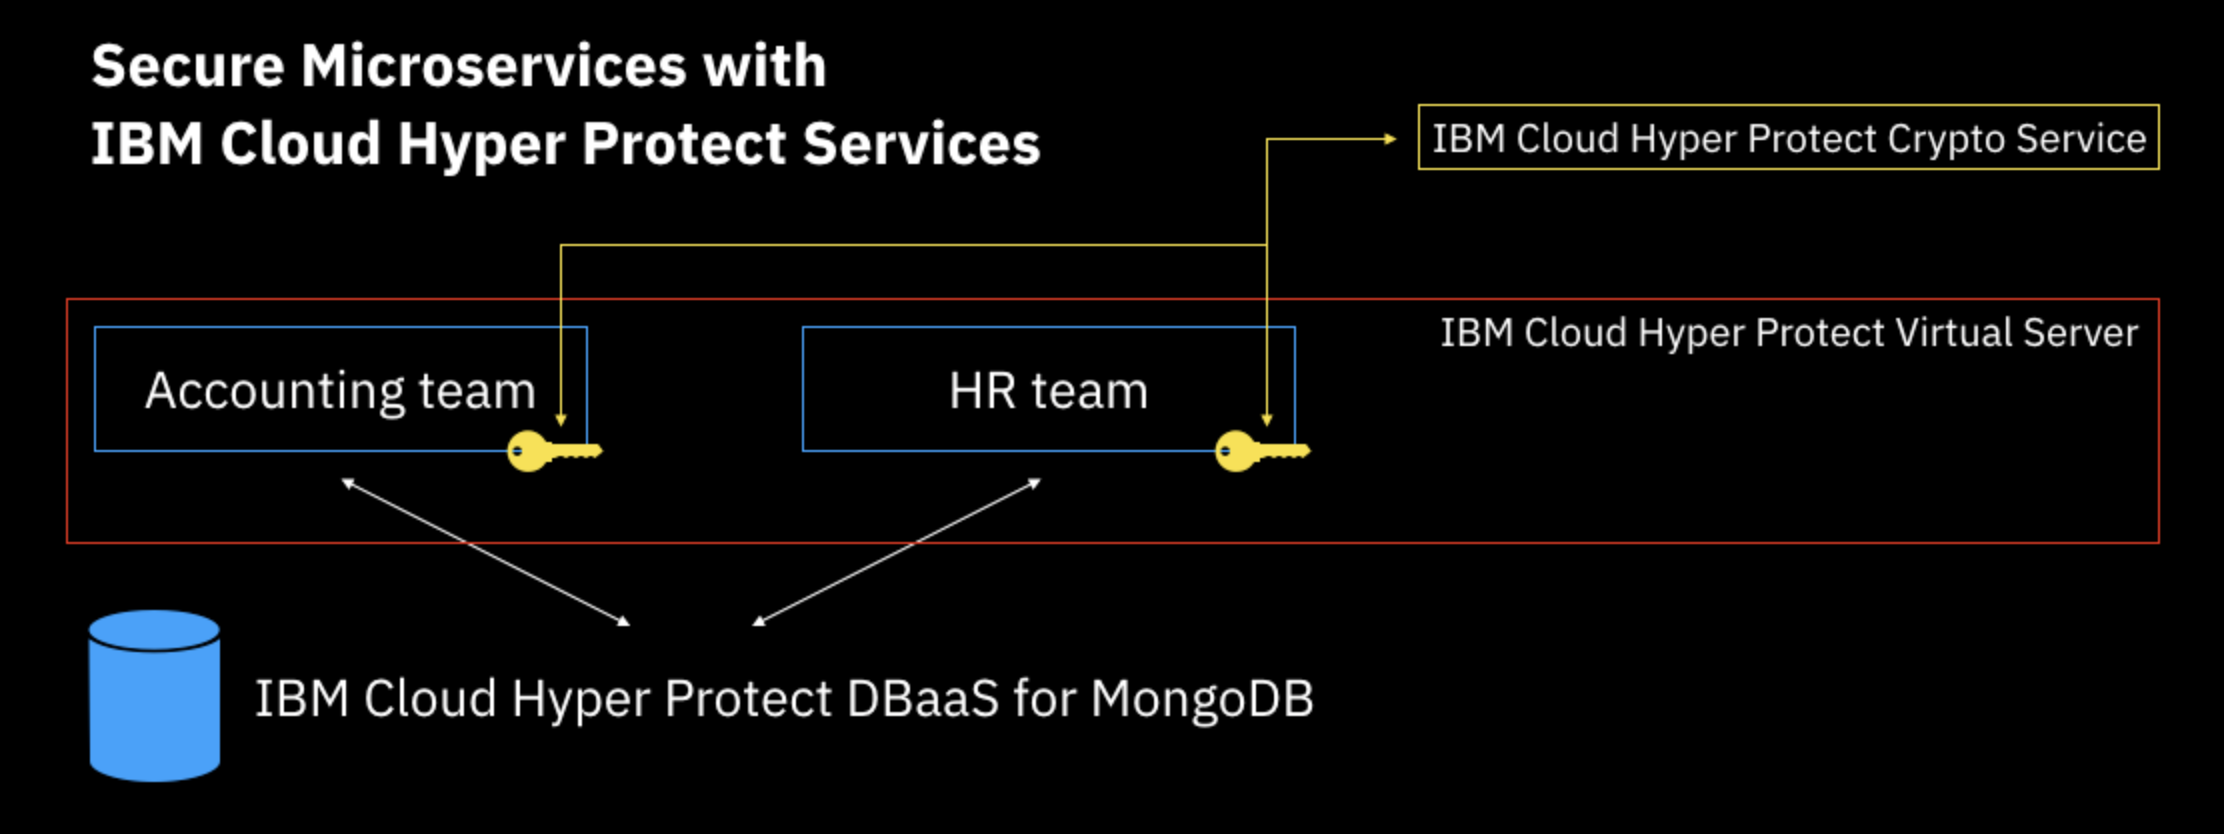 Secure Microservices with
IBM Cloud Hyper Protect Services
IBM Cloud Hyper Protect Crypto Service
IBM Cloud Hyper Protect Virtual Server
Accounting team
HR team
IBM Cloud Hyper Protect DBaaS for MongoDB